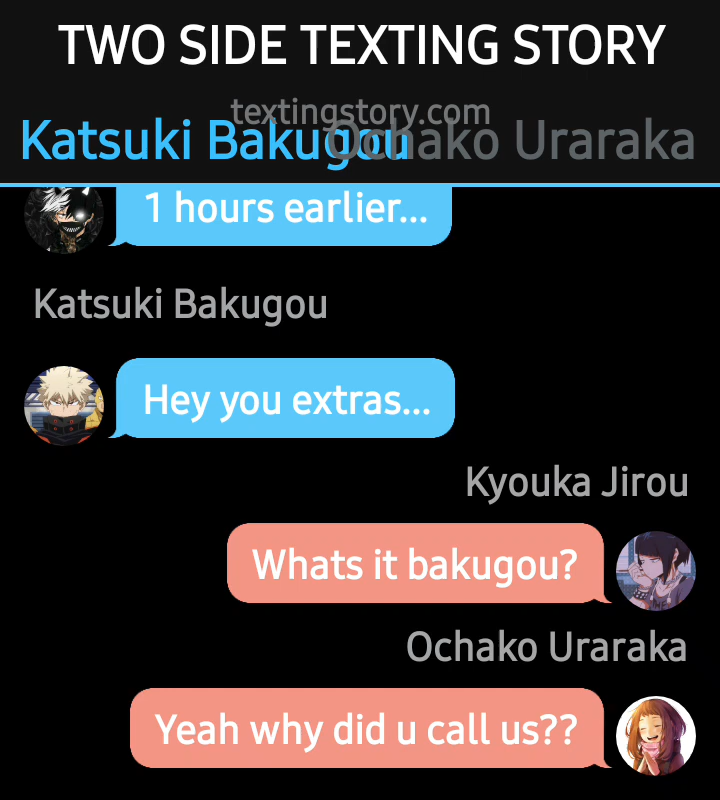 TWO SIDE TEXTING STORY
textingstory.com
Katsuki Bakugou Ochako Uraraka
1 hours earlier...
Katsuki Bakugou
Hey you extras...
Kyouka Jirou
Whats it bakugou?
Ochako Uraraka
Yeah why did u call us??